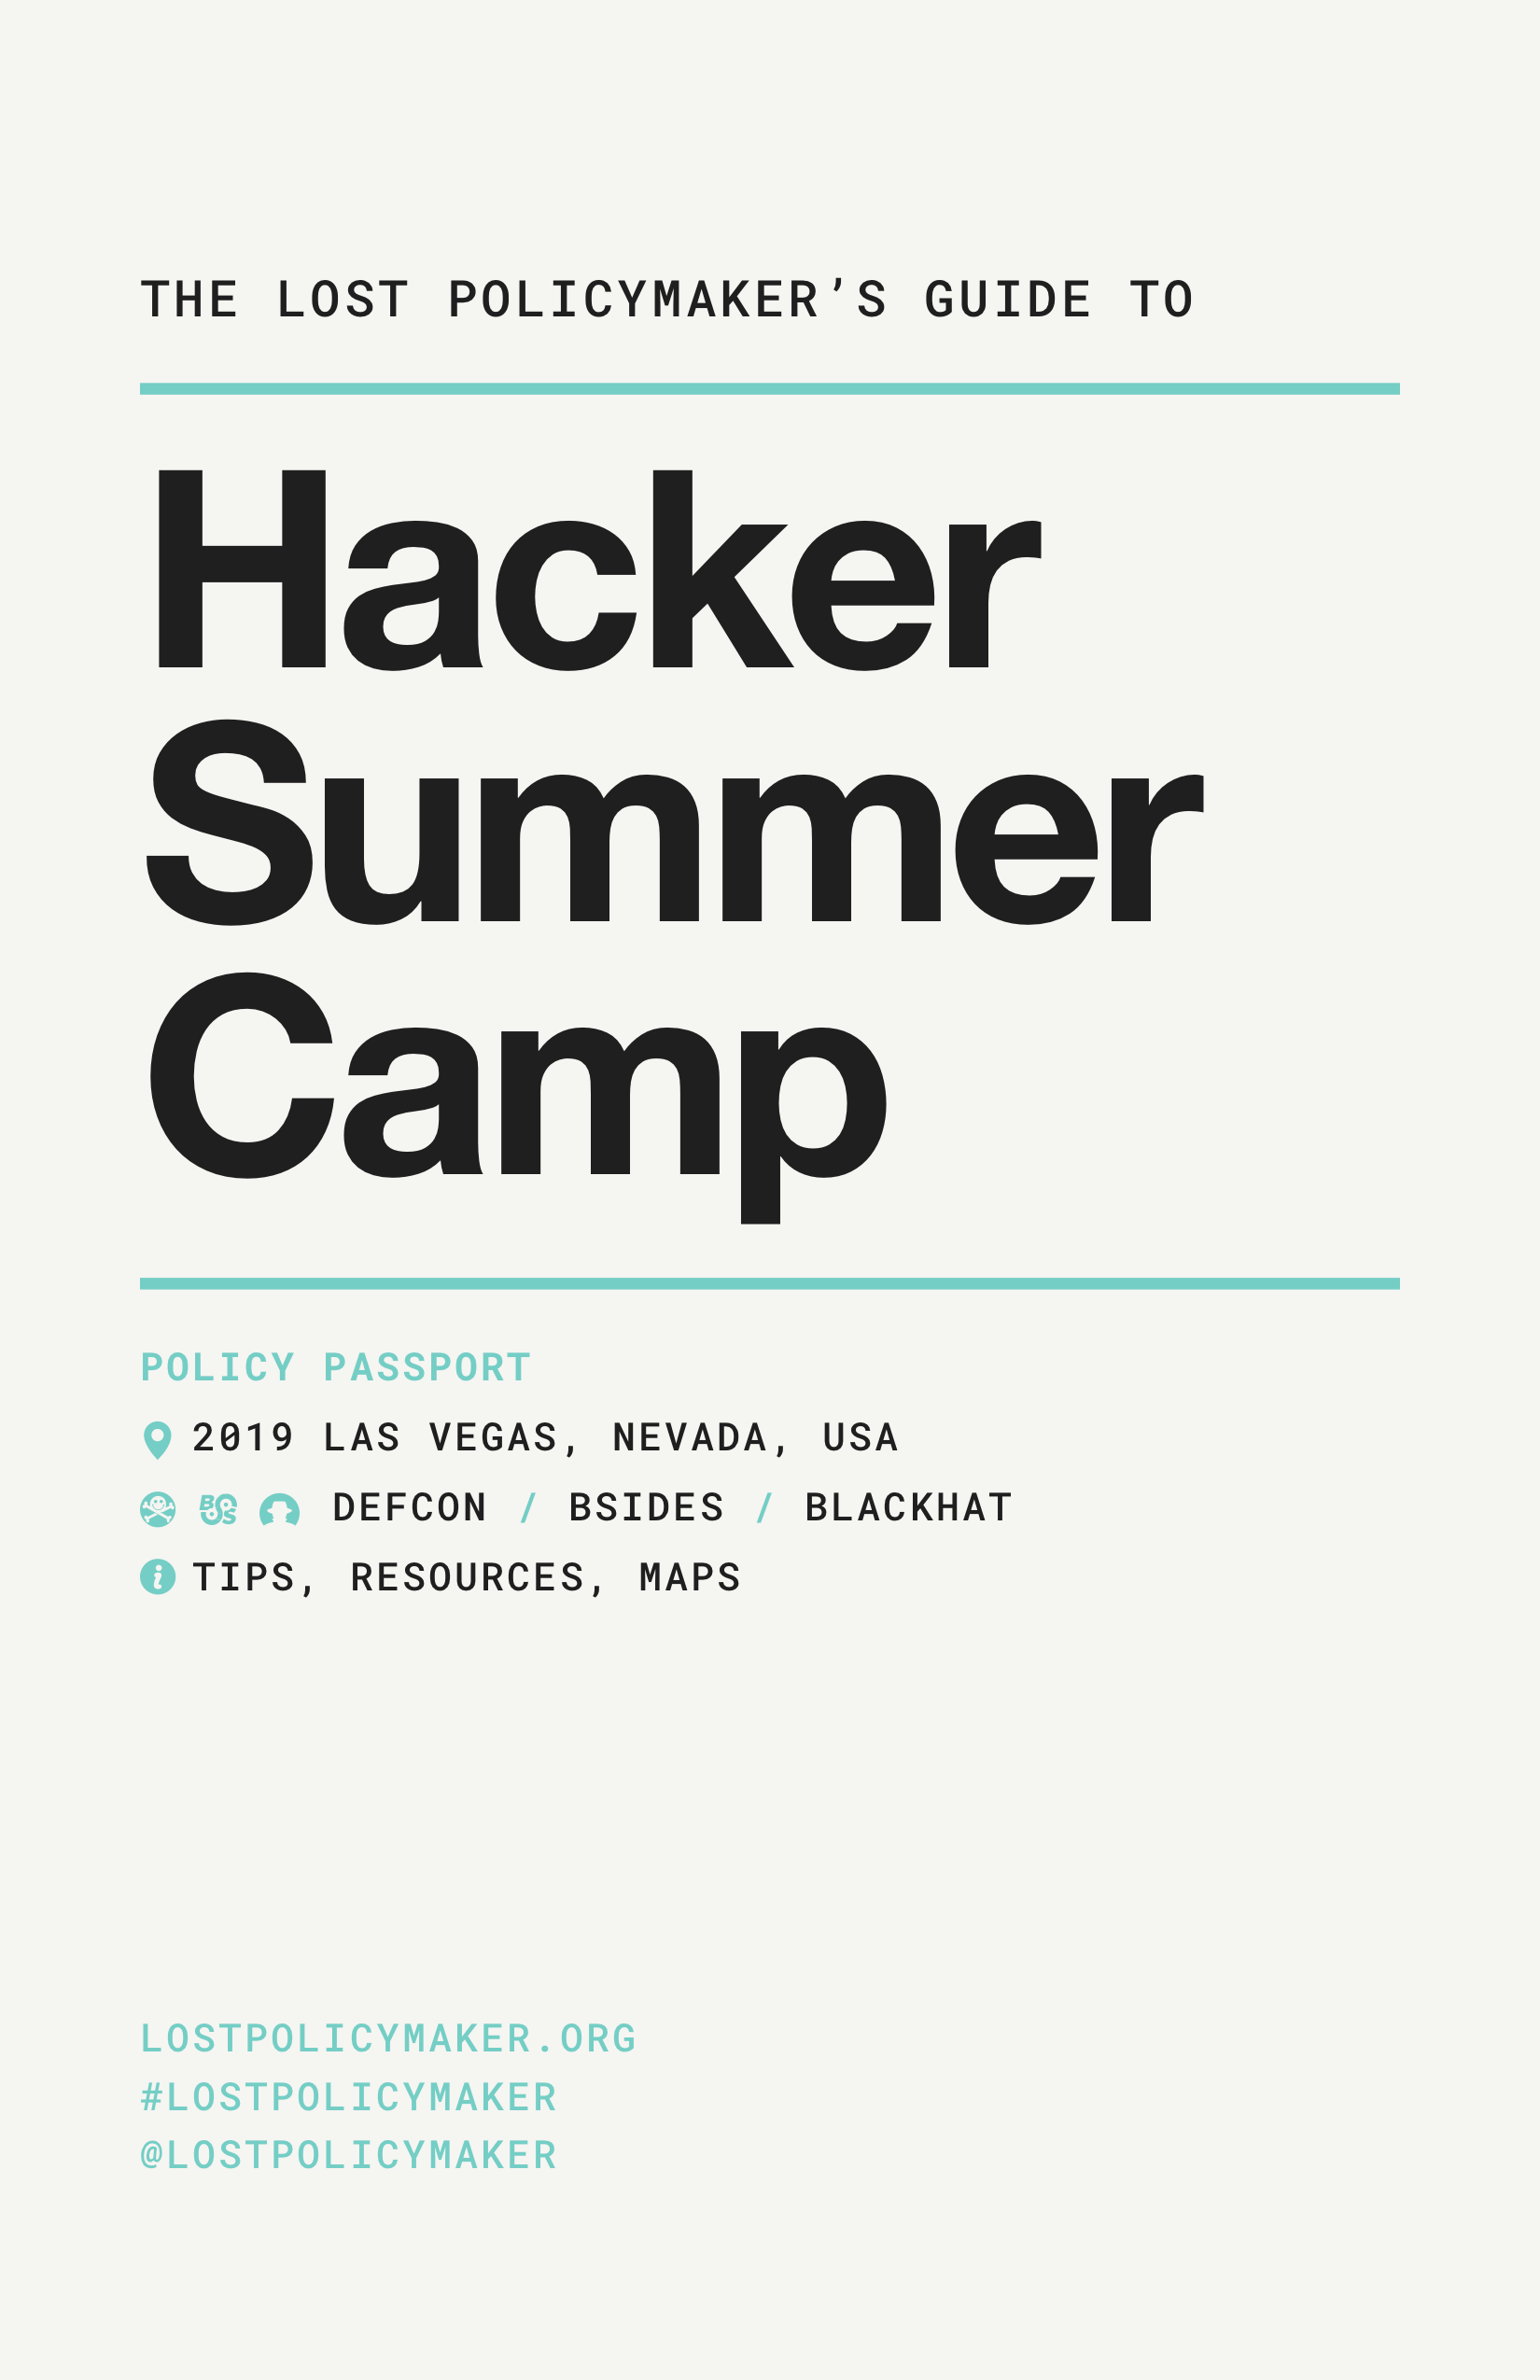 THE LOST POLICYMAKER’S GUIDE TO
Hacker
Summer
Camp
POLICY PASSPORT
2019 LAS VEGAS, NEVADA, USA
DEFCON / BSIDES / BLACKHAT
TIPS, RESOURCES, MAPS
LOSTPOLICYMAKER.ORG
#LOSTPOLICYMAKER
@LOSTPOLICYMAKER